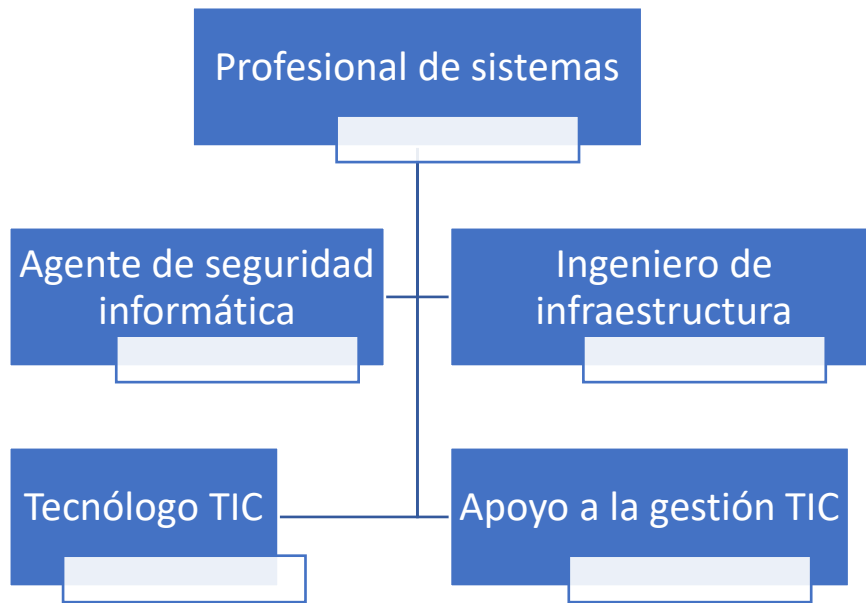 Profesional de sistemas
Agente de seguridad
informática
Ingeniero de
infraestructura
Tecnólogo TIC
Apoyo a la gestión TIC